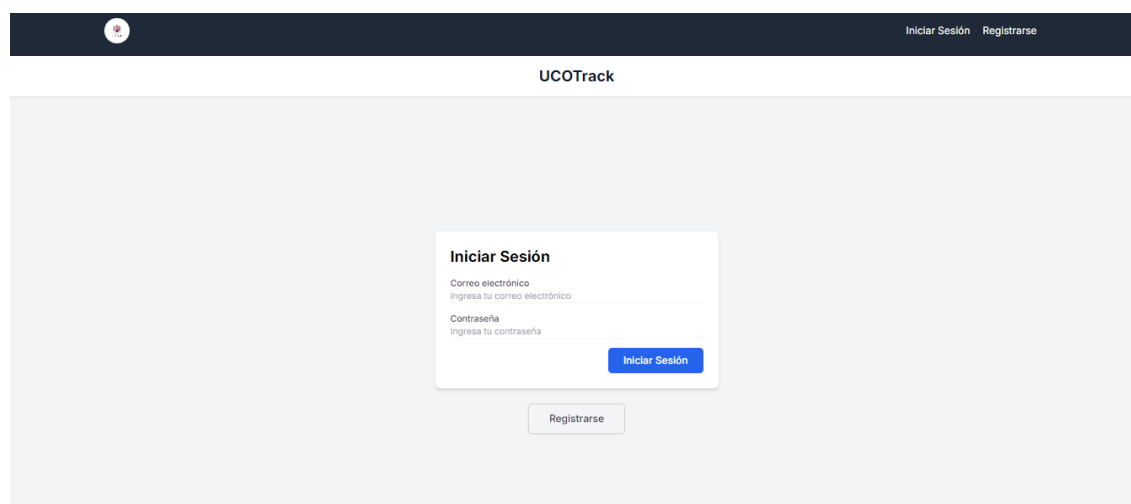 Iniciar Sesión Registrarse
UCOTrack
Iniciar Sesión
Correo electrónico
Ingresa tu correo electrónico
Contraseña
Ingresa tu contraseña
Iniciar Sesión
Registrarse